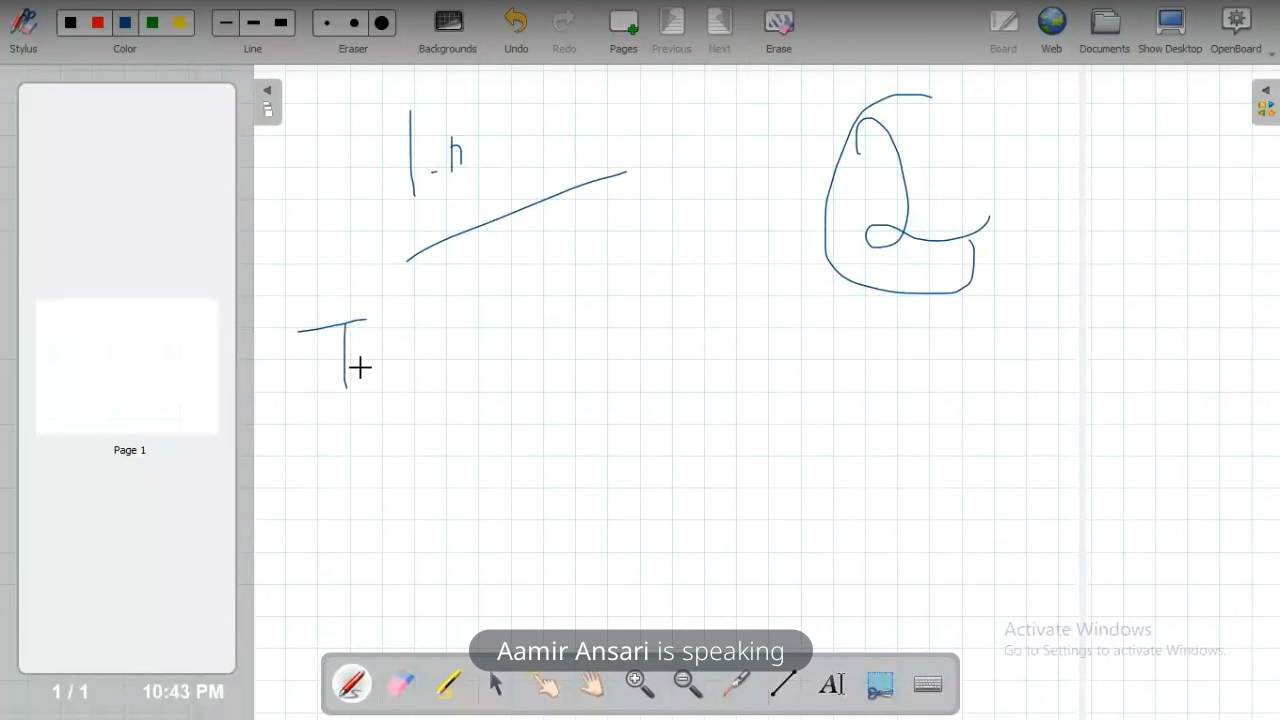 Stylus Color Line Eraser Backgrounds Undo Redo Pages Previous Next Erase Board Web Documents Show Desktop OpenBoard
T
Page 1
Aamir Ansari is speaking
Activate Windows
Go to Settings to activate Windows.
1 / 1 10:43 PM